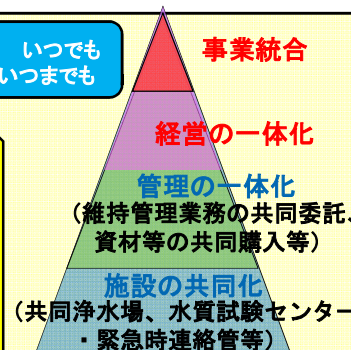 いつでも
いつまでも
事業統合
経営の一体化
管理の一体化
（維持管理業務の共同委託、
資材等の共同購入等）
施設の共同化
（共同浄水場、水質試験センター
・緊急時連絡管等）